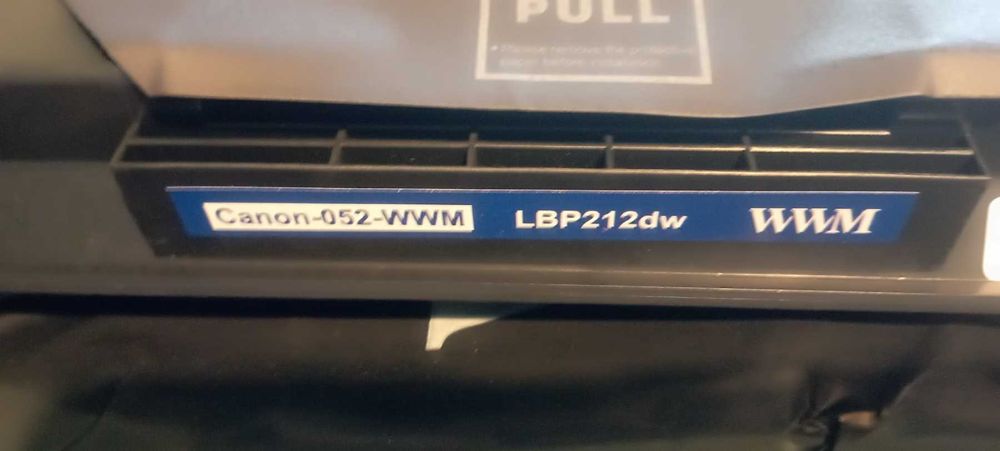 PULL
• Please remove the protective
paper before installation.
Canon-052-WWM LBP212dw WWM